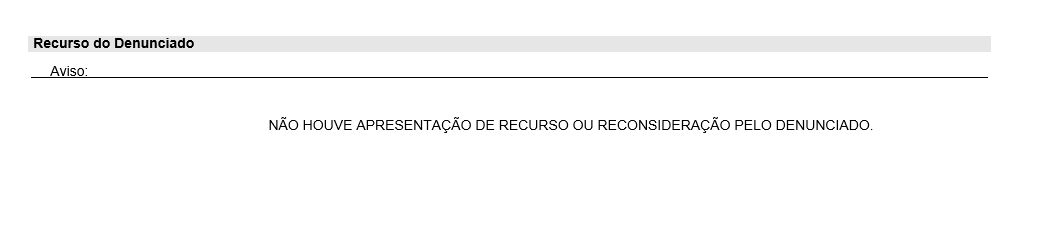 Recurso do Denunciado
Aviso:
NÃO HOUVE APRESENTAÇÃO DE RECURSO OU RECONSIDERAÇÃO PELO DENUNCIADO.